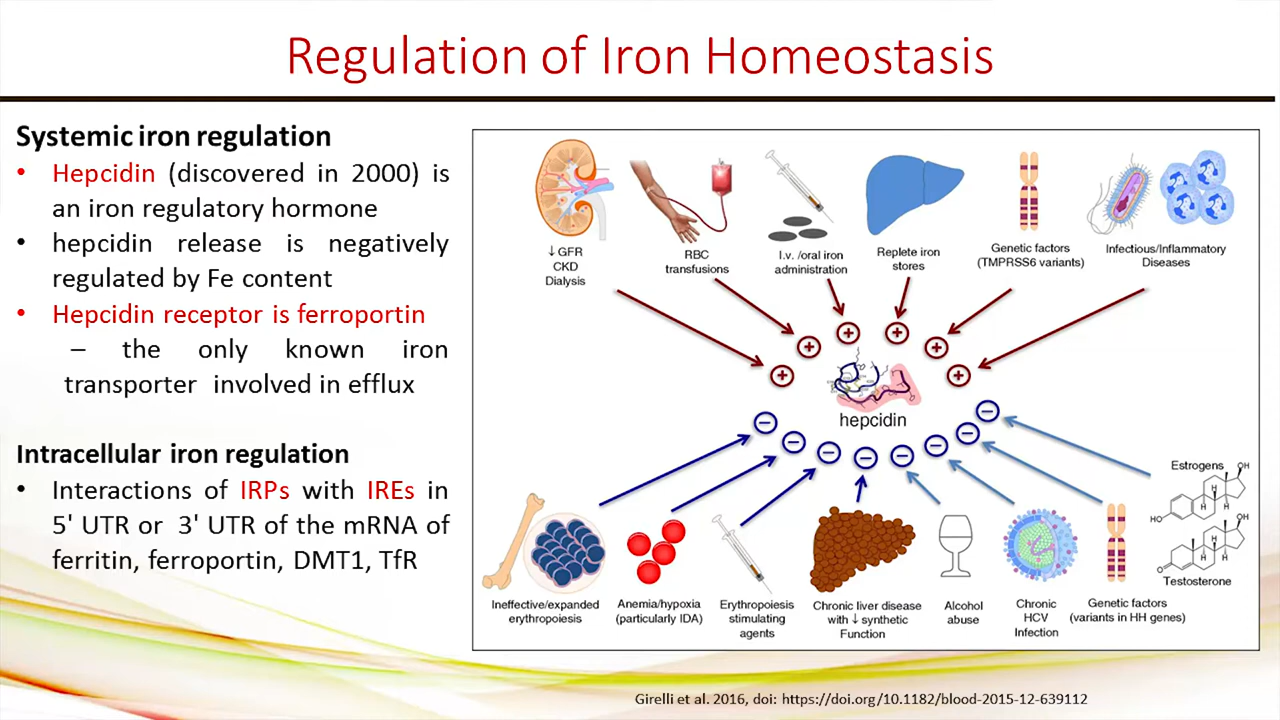 Regulation of Iron Homeostasis
Systemic iron regulation
• Hepcidin (discovered in 2000) is
an iron regulatory hormone
• hepcidin release is negatively
regulated by Fe content
• Hepcidin receptor is ferroportin
– the only known iron
transporter involved in efflux
Intracellular iron regulation
• Interactions of IRPs with IREs in
5' UTR or 3' UTR of the mRNA of
ferritin, ferroportin, DMT1, TfR
↓ GFR
CKD
Dialysis
RBC
transfusions
I.v. /oral iron
administration
Replete iron
stores
Genetic factors
(TMPRSS6 variants)
Infectious/Inflammatory
Diseases
hepcidin
Ineffective/expanded
erythropoiesis
Anemia/hypoxia
(particularly IDA)
Erythropoiesis
stimulating
agents
Chronic liver disease
with ↓ synthetic
Function
Alcohol
abuse
Chronic
HCV
Infection
Genetic factors
(variants in HH genes)
Estrogens
OH
H
H
H
HO
Testosterone
OH
H
H
H
O
Girelli et al. 2016, doi: https://doi.org/10.1182/blood-2015-12-639112